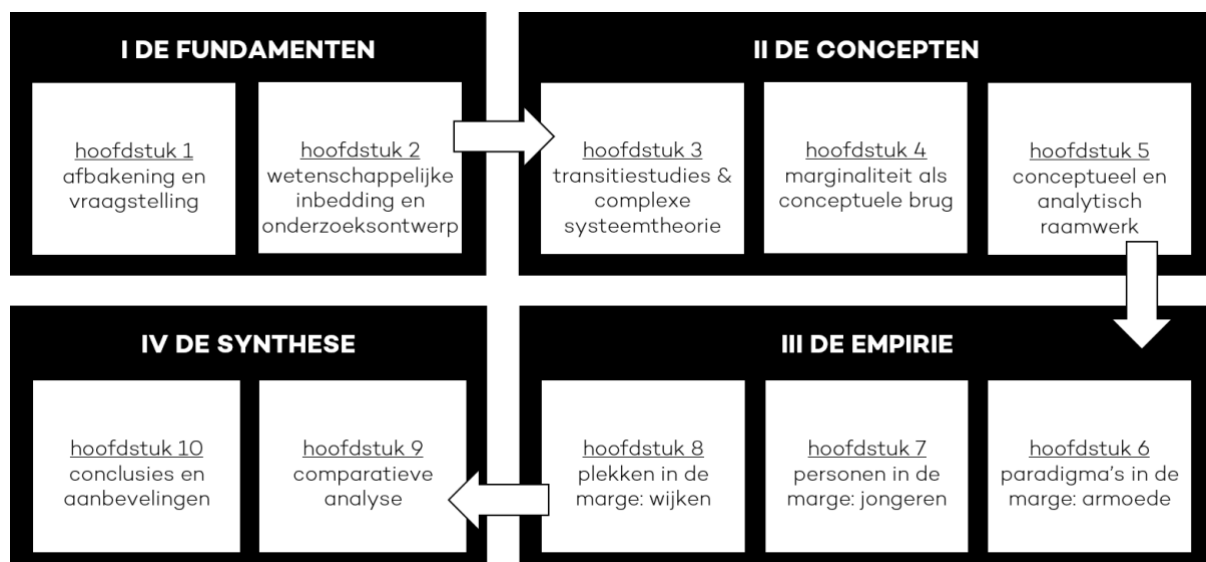 I DE FUNDAMENTEN
hoofdstuk 1
afbakening en
vraagstelling
hoofdstuk 2
wetenschappelijke
inbedding en
onderzoeksontwerp
II DE CONCEPTEN
hoofdstuk 3
transitiestudies &
complexe
systeemtheorie
hoofdstuk 4
marginaliteit als
conceptuele brug
hoofdstuk 5
conceptueel en
analytisch
raamwerk
III DE EMPIRIE
hoofdstuk 6
paradigma's in de
marge: armoede
hoofdstuk 7
personen in de
marge: jongeren
hoofdstuk 8
plekken in de
marge: wijken
IV DE SYNTHESE
hoofdstuk 9
comparatieve
analyse
hoofdstuk 10
conclusies en
aanbevelingen